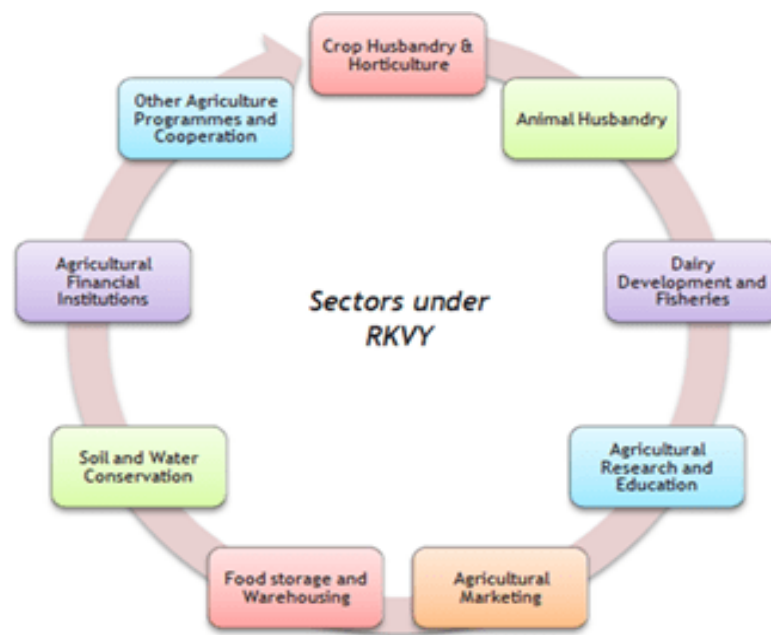 Crop Husbandry &
Horticulture
Animal Husbandry
Dairy
Development and
Fisheries
Agricultural
Research and
Education
Agricultural
Marketing
Food storage and
Warehousing
Soil and Water
Conservation
Agricultural
Financial
Institutions
Other Agriculture
Programmes and
Cooperation
Sectors under
RKVY